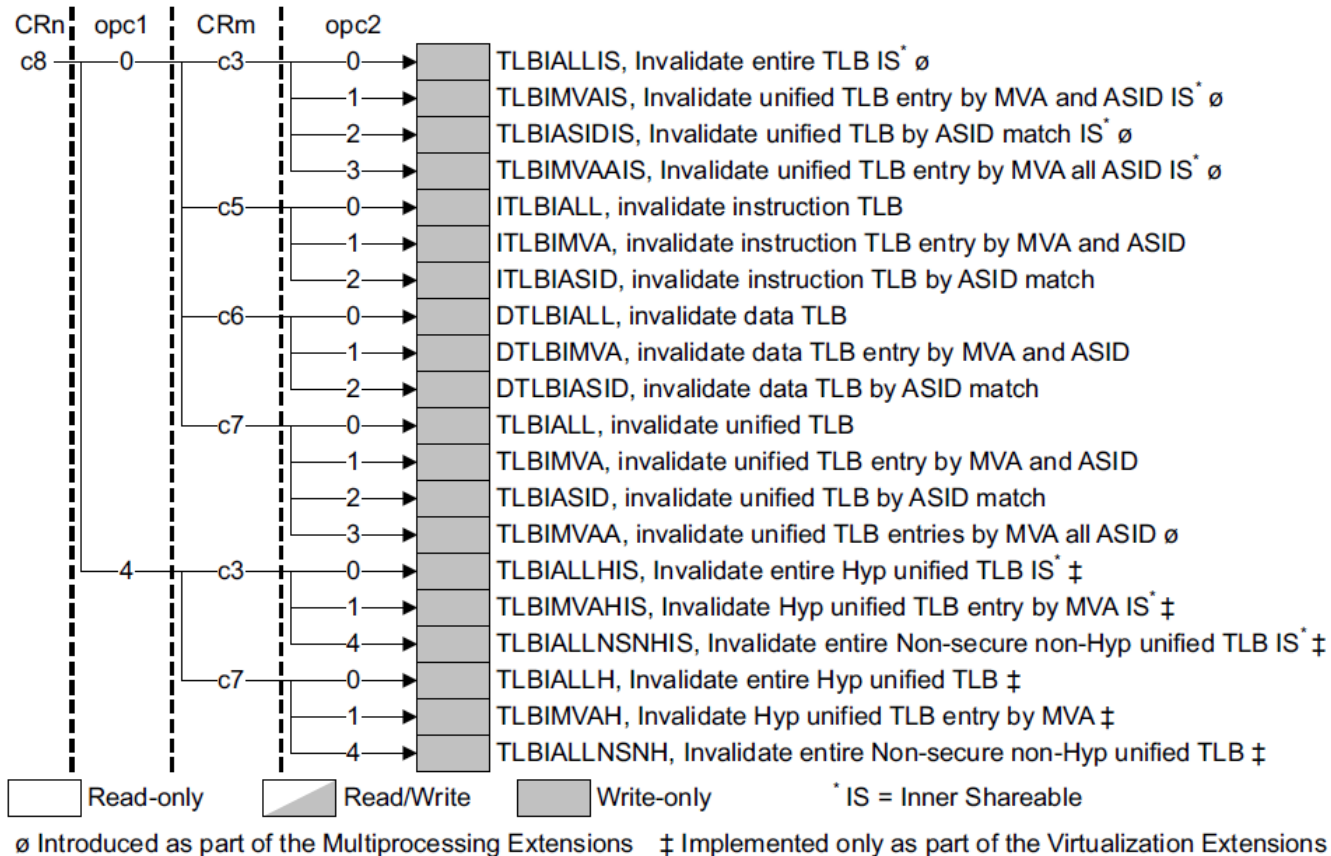 CRn opc1 CRm opc2
c8 0 c3 0 TLBIALLIS, Invalidate entire TLB IS* ø
1 TLBIMVAIS, Invalidate unified TLB entry by MVA and ASID IS* ø
2 TLBIASIDIS, Invalidate unified TLB by ASID match IS* ø
3 TLBIMVAAIS, Invalidate unified TLB entry by MVA all ASID IS* ø
c5 0 ITLBIALL, invalidate instruction TLB
1 ITLBIMVA, invalidate instruction TLB entry by MVA and ASID
2 ITLBIASID, invalidate instruction TLB by ASID match
c6 0 DTLBIALL, invalidate data TLB
1 DTLBIMVA, invalidate data TLB entry by MVA and ASID
2 DTLBIASID, invalidate data TLB by ASID match
c7 0 TLBIALL, invalidate unified TLB
1 TLBIMVA, invalidate unified TLB entry by MVA and ASID
2 TLBIASID, invalidate unified TLB by ASID match
3 TLBIMVAA, invalidate unified TLB entries by MVA all ASID ø
4 c3 0 TLBIALLHIS, Invalidate entire Hyp unified TLB IS* ‡
1 TLBIMVAHIS, Invalidate Hyp unified TLB entry by MVA IS* ‡
4 TLBIALLNSNHIS, Invalidate entire Non-secure non-Hyp unified TLB IS* ‡
c7 0 TLBIALLH, Invalidate entire Hyp unified TLB ‡
1 TLBIMVAH, Invalidate Hyp unified TLB entry by MVA ‡
4 TLBIALLNSNH, Invalidate entire Non-secure non-Hyp unified TLB ‡
Read-only Read/Write Write-only * IS = Inner Shareable
ø Introduced as part of the Multiprocessing Extensions ‡ Implemented only as part of the Virtualization Extensions